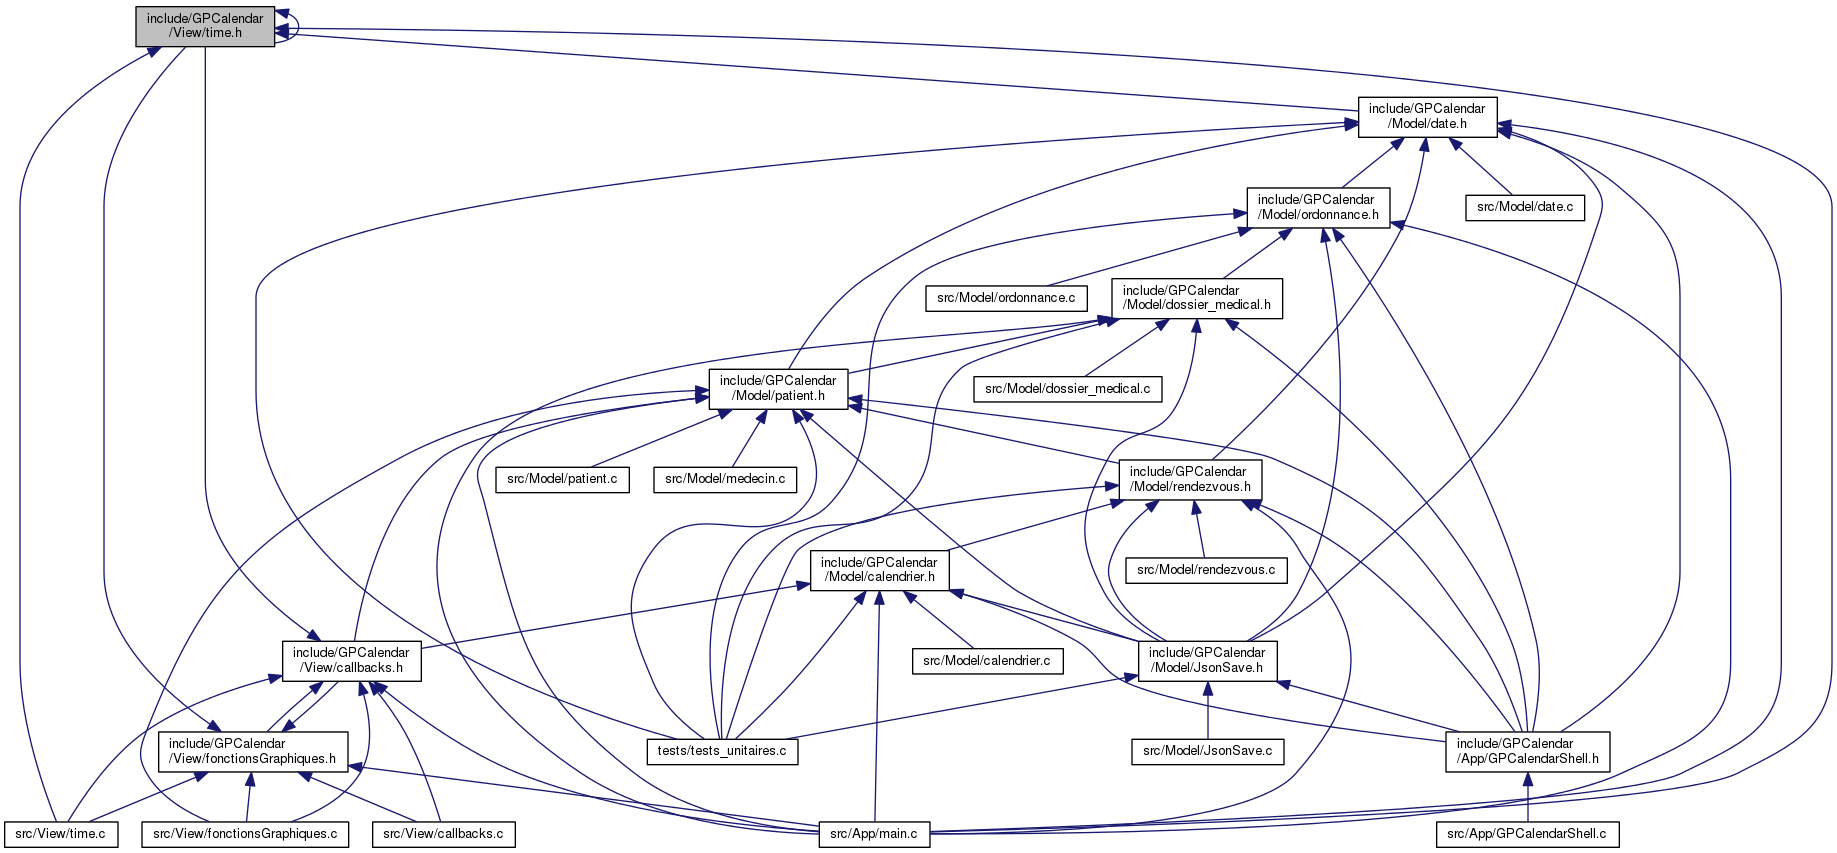 include/GPCalendar
/View/time.h
include/GPCalendar
/Model/date.h
include/GPCalendar
/Model/ordonnance.h
src/Model/date.c
include/GPCalendar
/Model/dossier_medical.h
src/Model/ordonnance.c
include/GPCalendar
/Model/patient.h
src/Model/dossier_medical.c
include/GPCalendar
/Model/rendezvous.h
src/Model/patient.c
src/Model/medecin.c
include/GPCalendar
/Model/calendrier.h
src/Model/rendezvous.c
include/GPCalendar
/View/callbacks.h
src/Model/calendrier.c
include/GPCalendar
/Model/JsonSave.h
include/GPCalendar
/View/fonctionsGraphiques.h
tests/tests_unitaires.c
src/Model/JsonSave.c
include/GPCalendar
/App/GPCalendarShell.h
src/View/time.c
src/View/fonctionsGraphiques.c
src/View/callbacks.c
src/App/main.c
src/App/GPCalendarShell.c